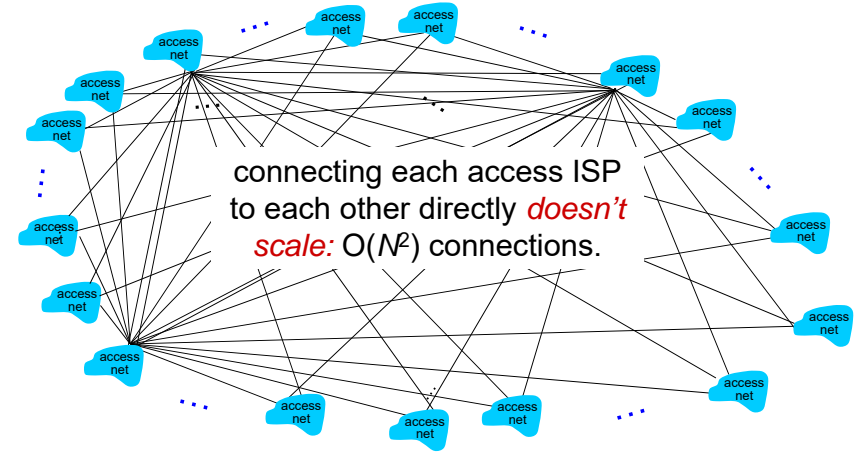 access
net
access
net
access
net
access
net
access
net
access
net
access
net
connecting each access ISP
to each other directly doesn't
scale: O(N²) connections.
access
net
access
net
access
net
access
net
access
net
access
net
access
net
access
net
access
net